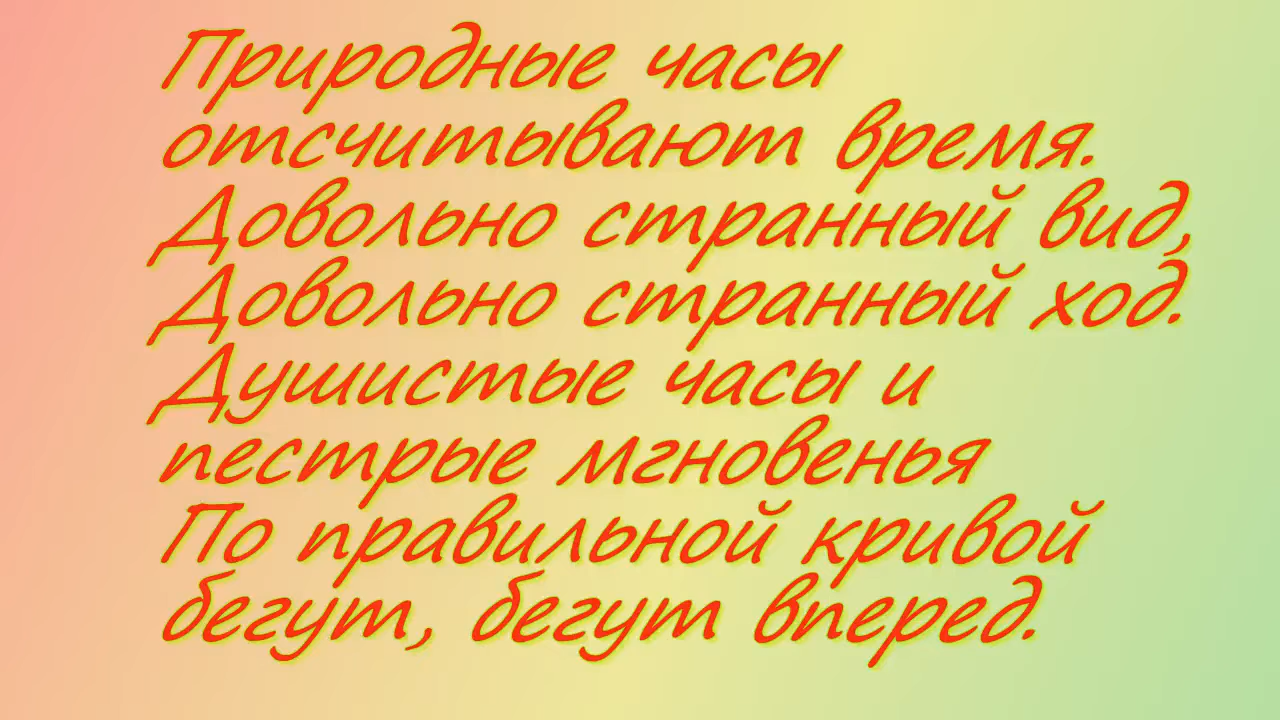 Природные часы
отсчитывают время.
Довольно странный вид,
Довольно странный ход.
Душистые часы и
пестрые мгновенья
По правильной кривой
бегут, бегут вперед.